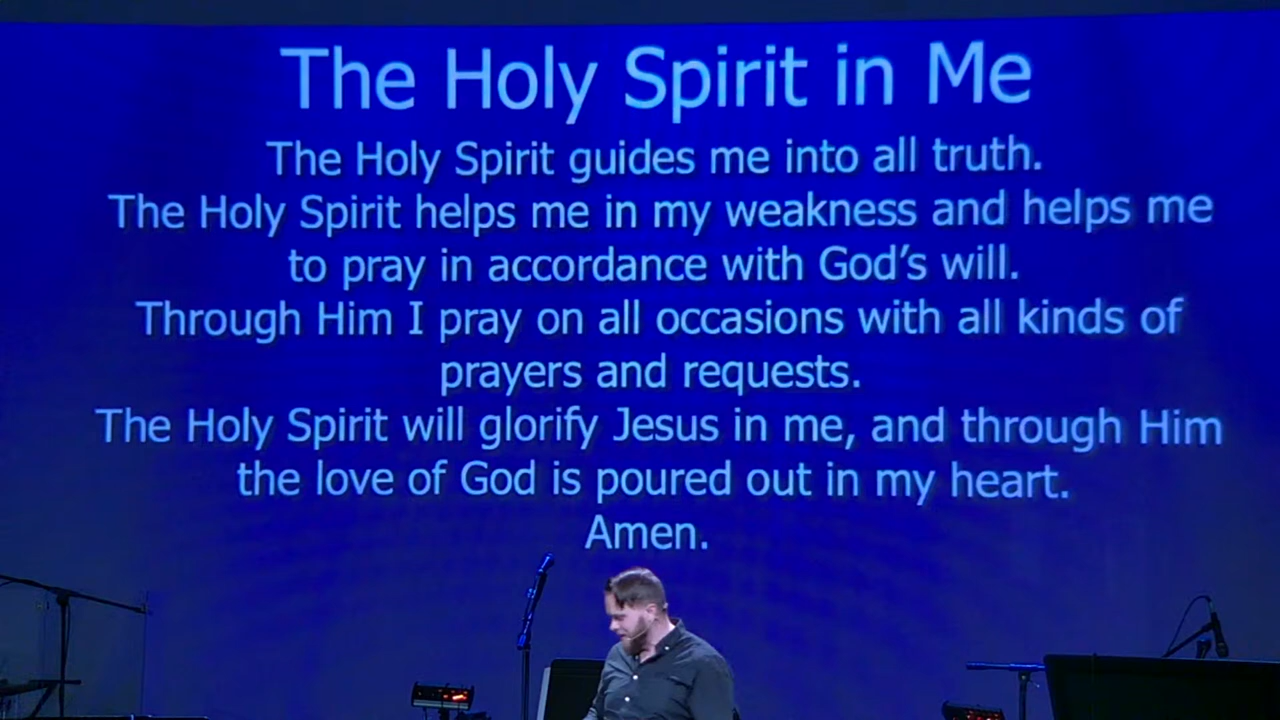 The Holy Spirit in Me
The Holy Spirit guides me into all truth.
The Holy Spirit helps me in my weakness and helps me
to pray in accordance with God's will.
Through Him I pray on all occasions with all kinds of
prayers and requests.
The Holy Spirit will glorify Jesus in me, and through Him
the love of God is poured out in my heart.
Amen.